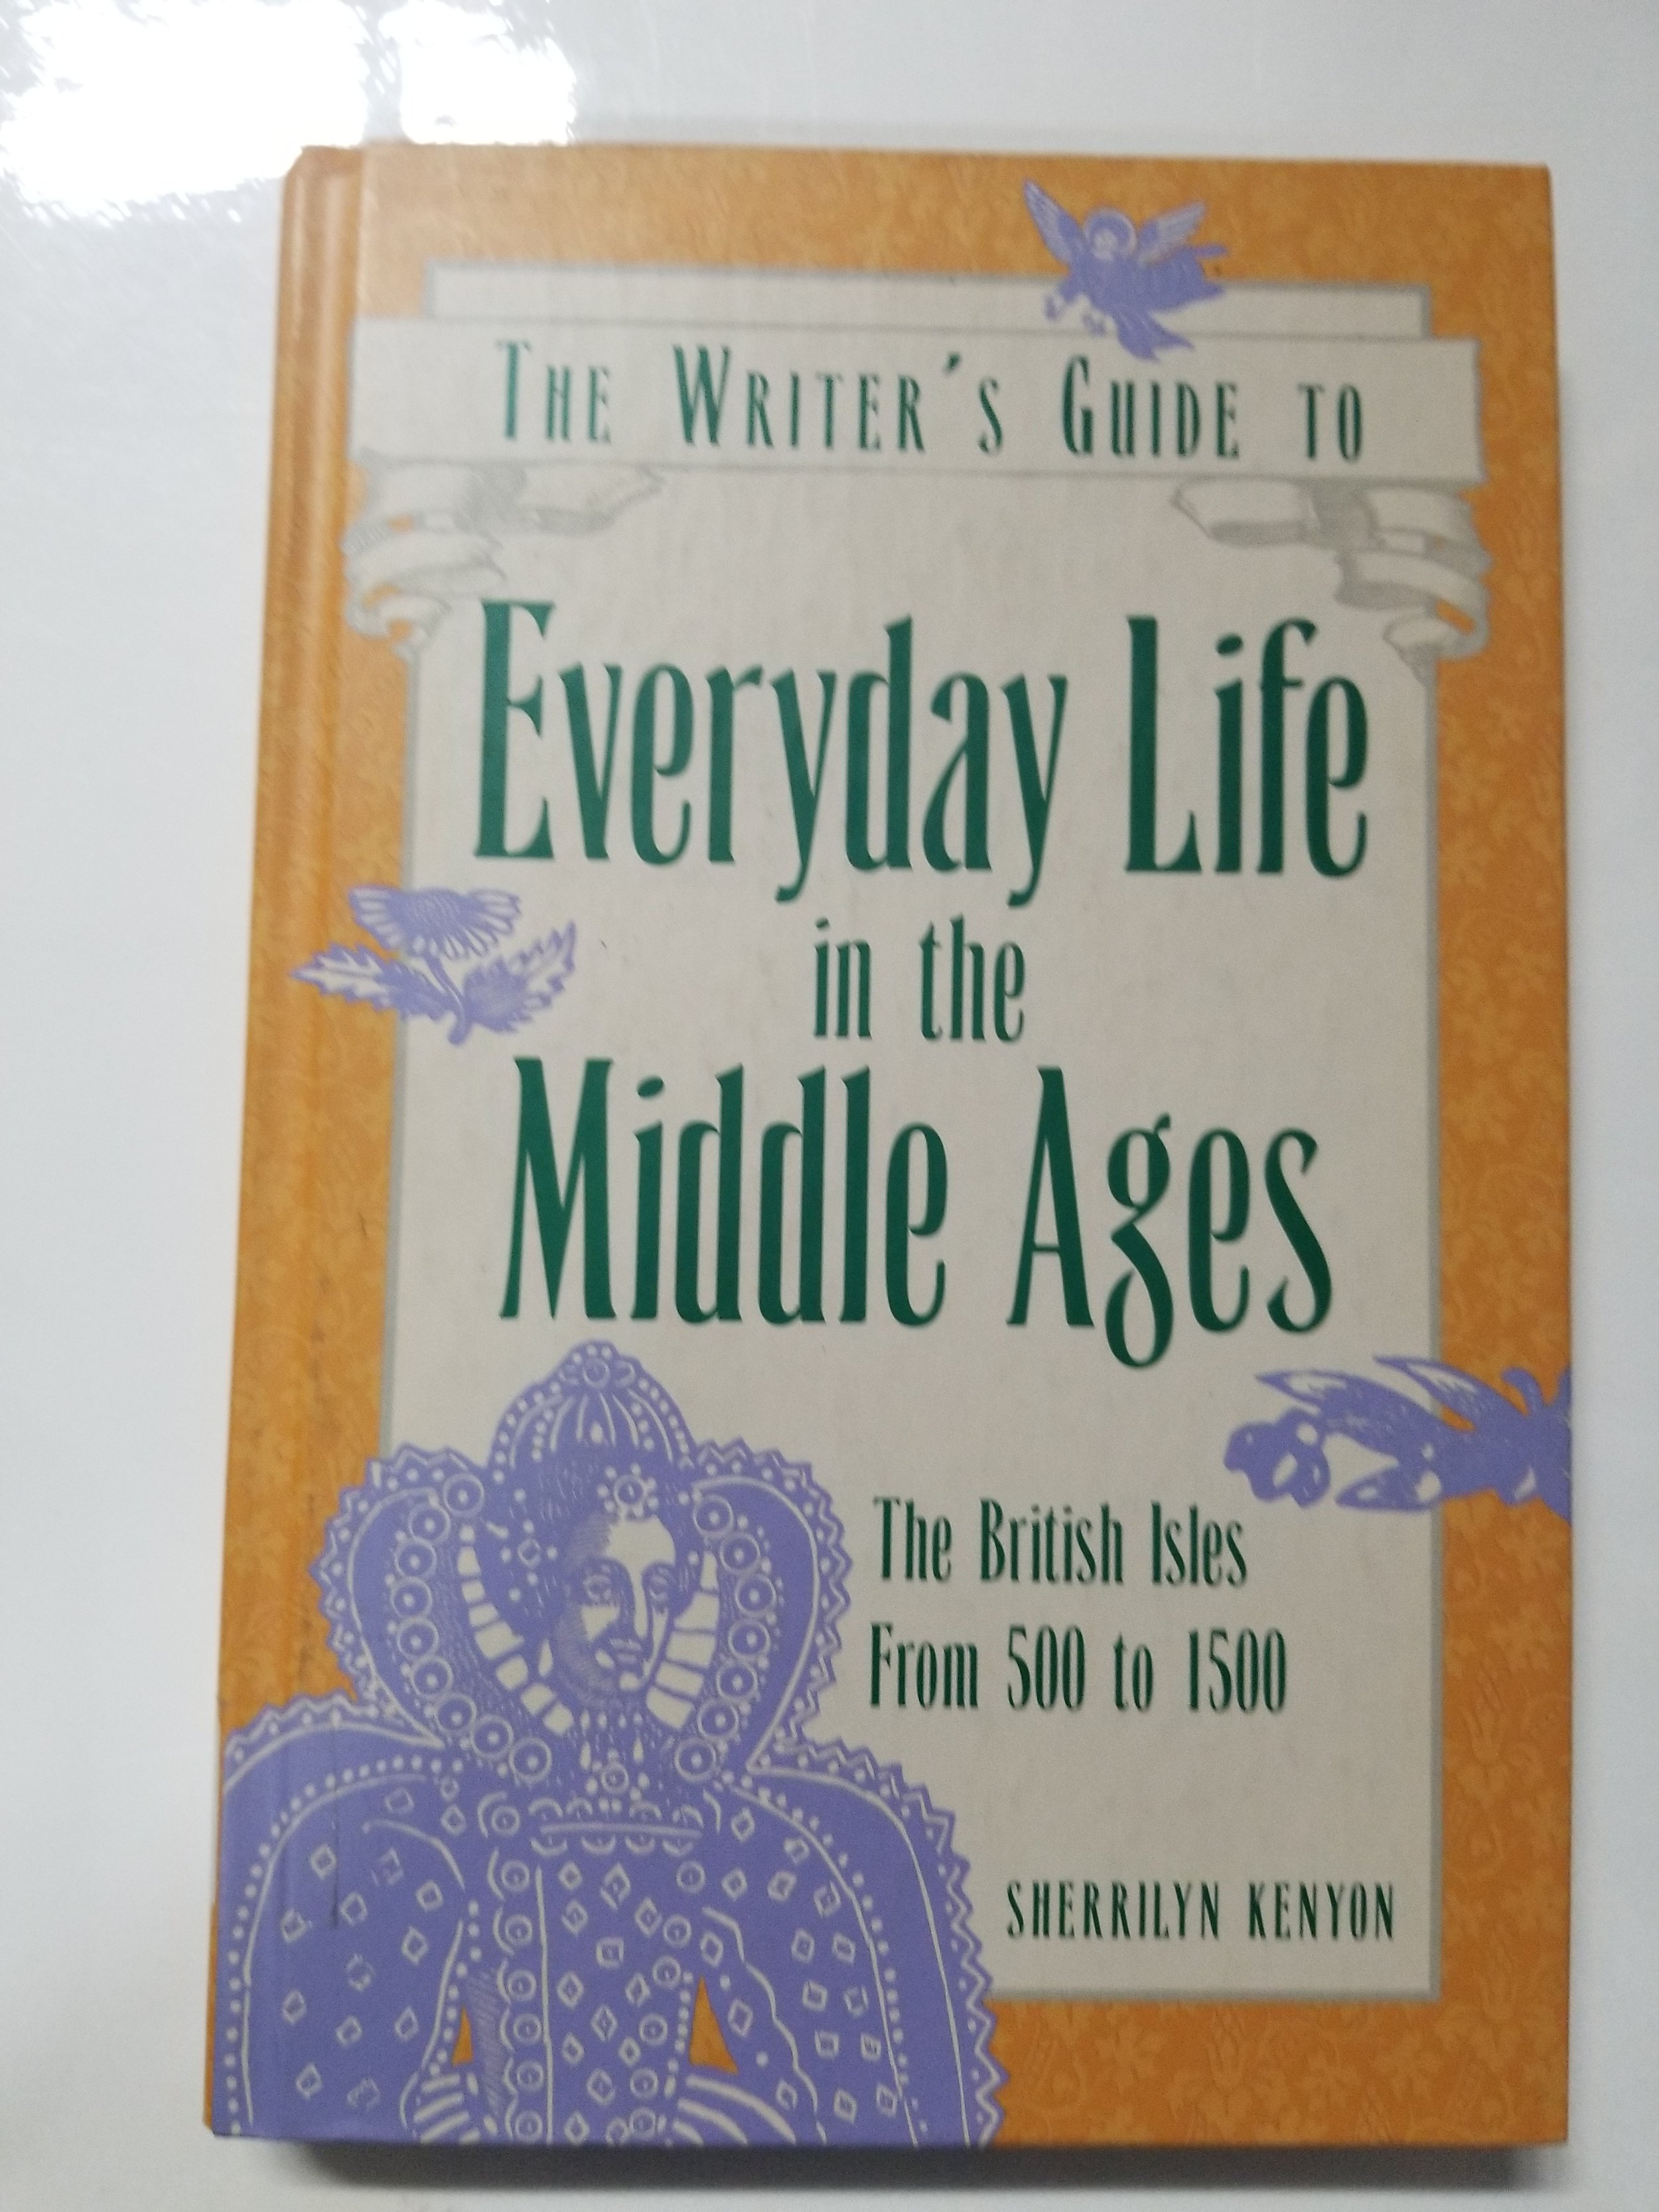 The Writer's Guide to
Everyday Life
in the
Middle Ages
The British Isles
From 500 to 1500
SHERRILYN KENYON